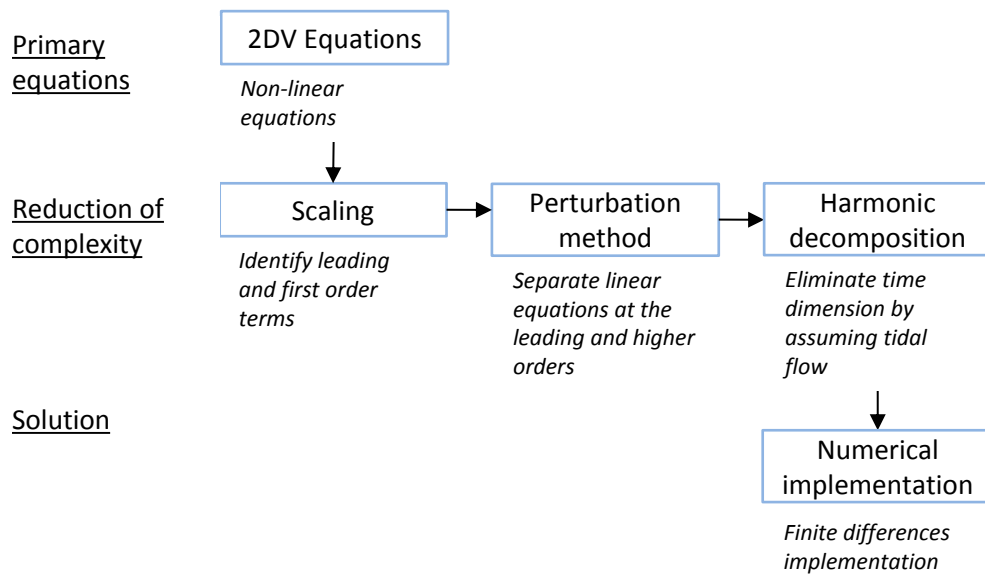 Primary
equations
2DV Equations
Non-linear
equations
Reduction of
complexity
Scaling
Identify leading
and first order
terms
Perturbation
method
Separate linear
equations at the
leading and higher
orders
Harmonic
decomposition
Eliminate time
dimension by
assuming tidal
flow
Solution
Numerical
implementation
Finite differences
implementation